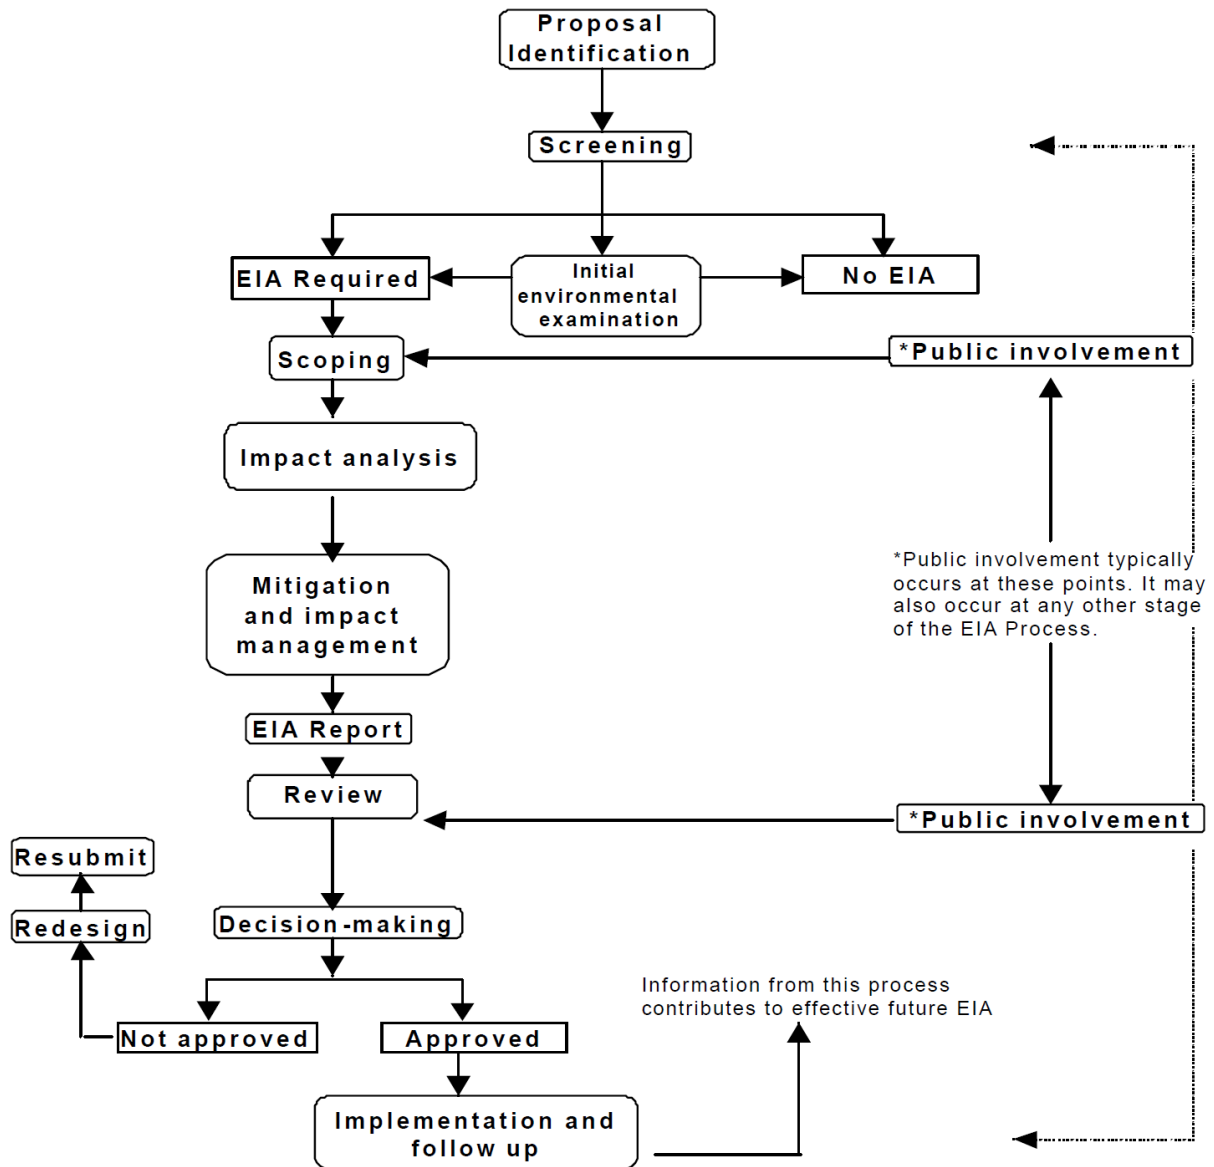 Proposal
Identification
Screening
EIA Required
Initial
environmental
examination
No EIA
Scoping
*Public involvement
Impact analysis
*Public involvement typically
occurs at these points. It may
also occur at any other stage
of the EIA Process.
Mitigation
and impact
management
EIA Report
Review
*Public involvement
Resubmit
Redesign
Decision-making
Information from this process
contributes to effective future EIA
Not approved
Approved
Implementation and
follow up